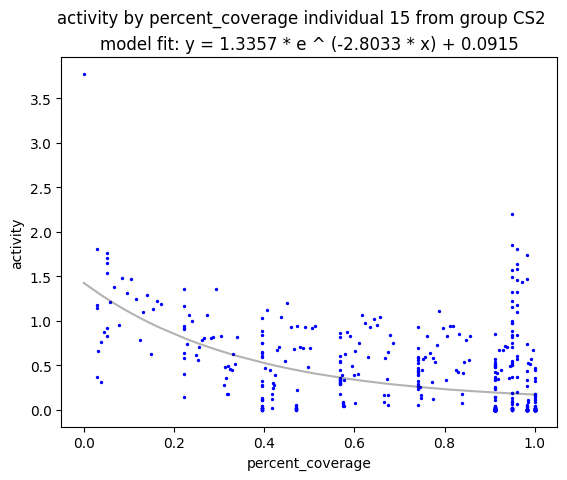 activity by percent_coverage individual 15 from group CS2
model fit: y = 1.3357 * e ^ (-2.8033 * x) + 0.0915
3.5
3.0
2.5
2.0
1.5
1.0
0.5
0.0
activity
0.0 0.2 0.4 0.6 0.8 1.0
percent_coverage